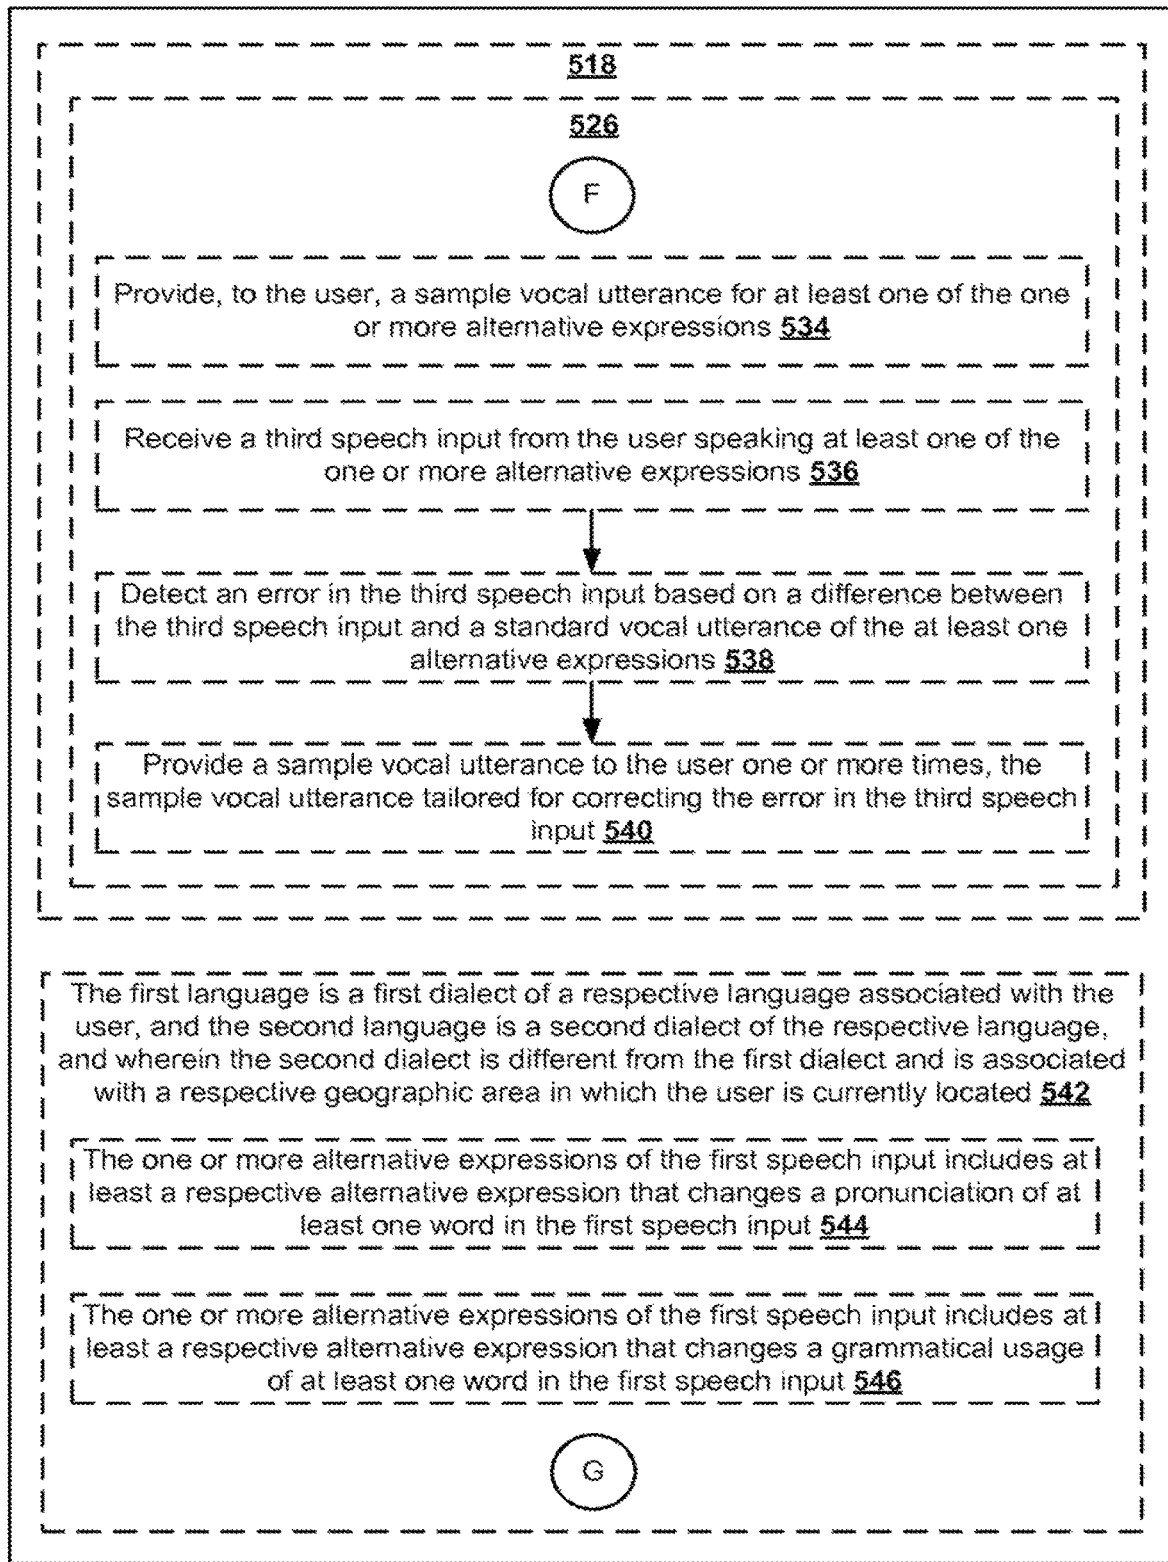 518
526
F
Provide, to the user, a sample vocal utterance for at least one of the one
or more alternative expressions 534
Receive a third speech input from the user speaking at least one of the
one or more alternative expressions 536
Detect an error in the third speech input based on a difference between
the third speech input and a standard vocal utterance of the at least one
alternative expressions 538
Provide a sample vocal utterance to the user one or more times, the
sample vocal utterance tailored for correcting the error in the third speech
input 540
The first language is a first dialect of a respective language associated with the
user, and the second language is a second dialect of the respective language,
and wherein the second dialect is different from the first dialect and is associated
with a respective geographic area in which the user is currently located 542
The one or more alternative expressions of the first speech input includes at
least a respective alternative expression that changes a pronunciation of at
least one word in the first speech input 544
The one or more alternative expressions of the first speech input includes at
least a respective alternative expression that changes a grammatical usage
of at least one word in the first speech input 546
G